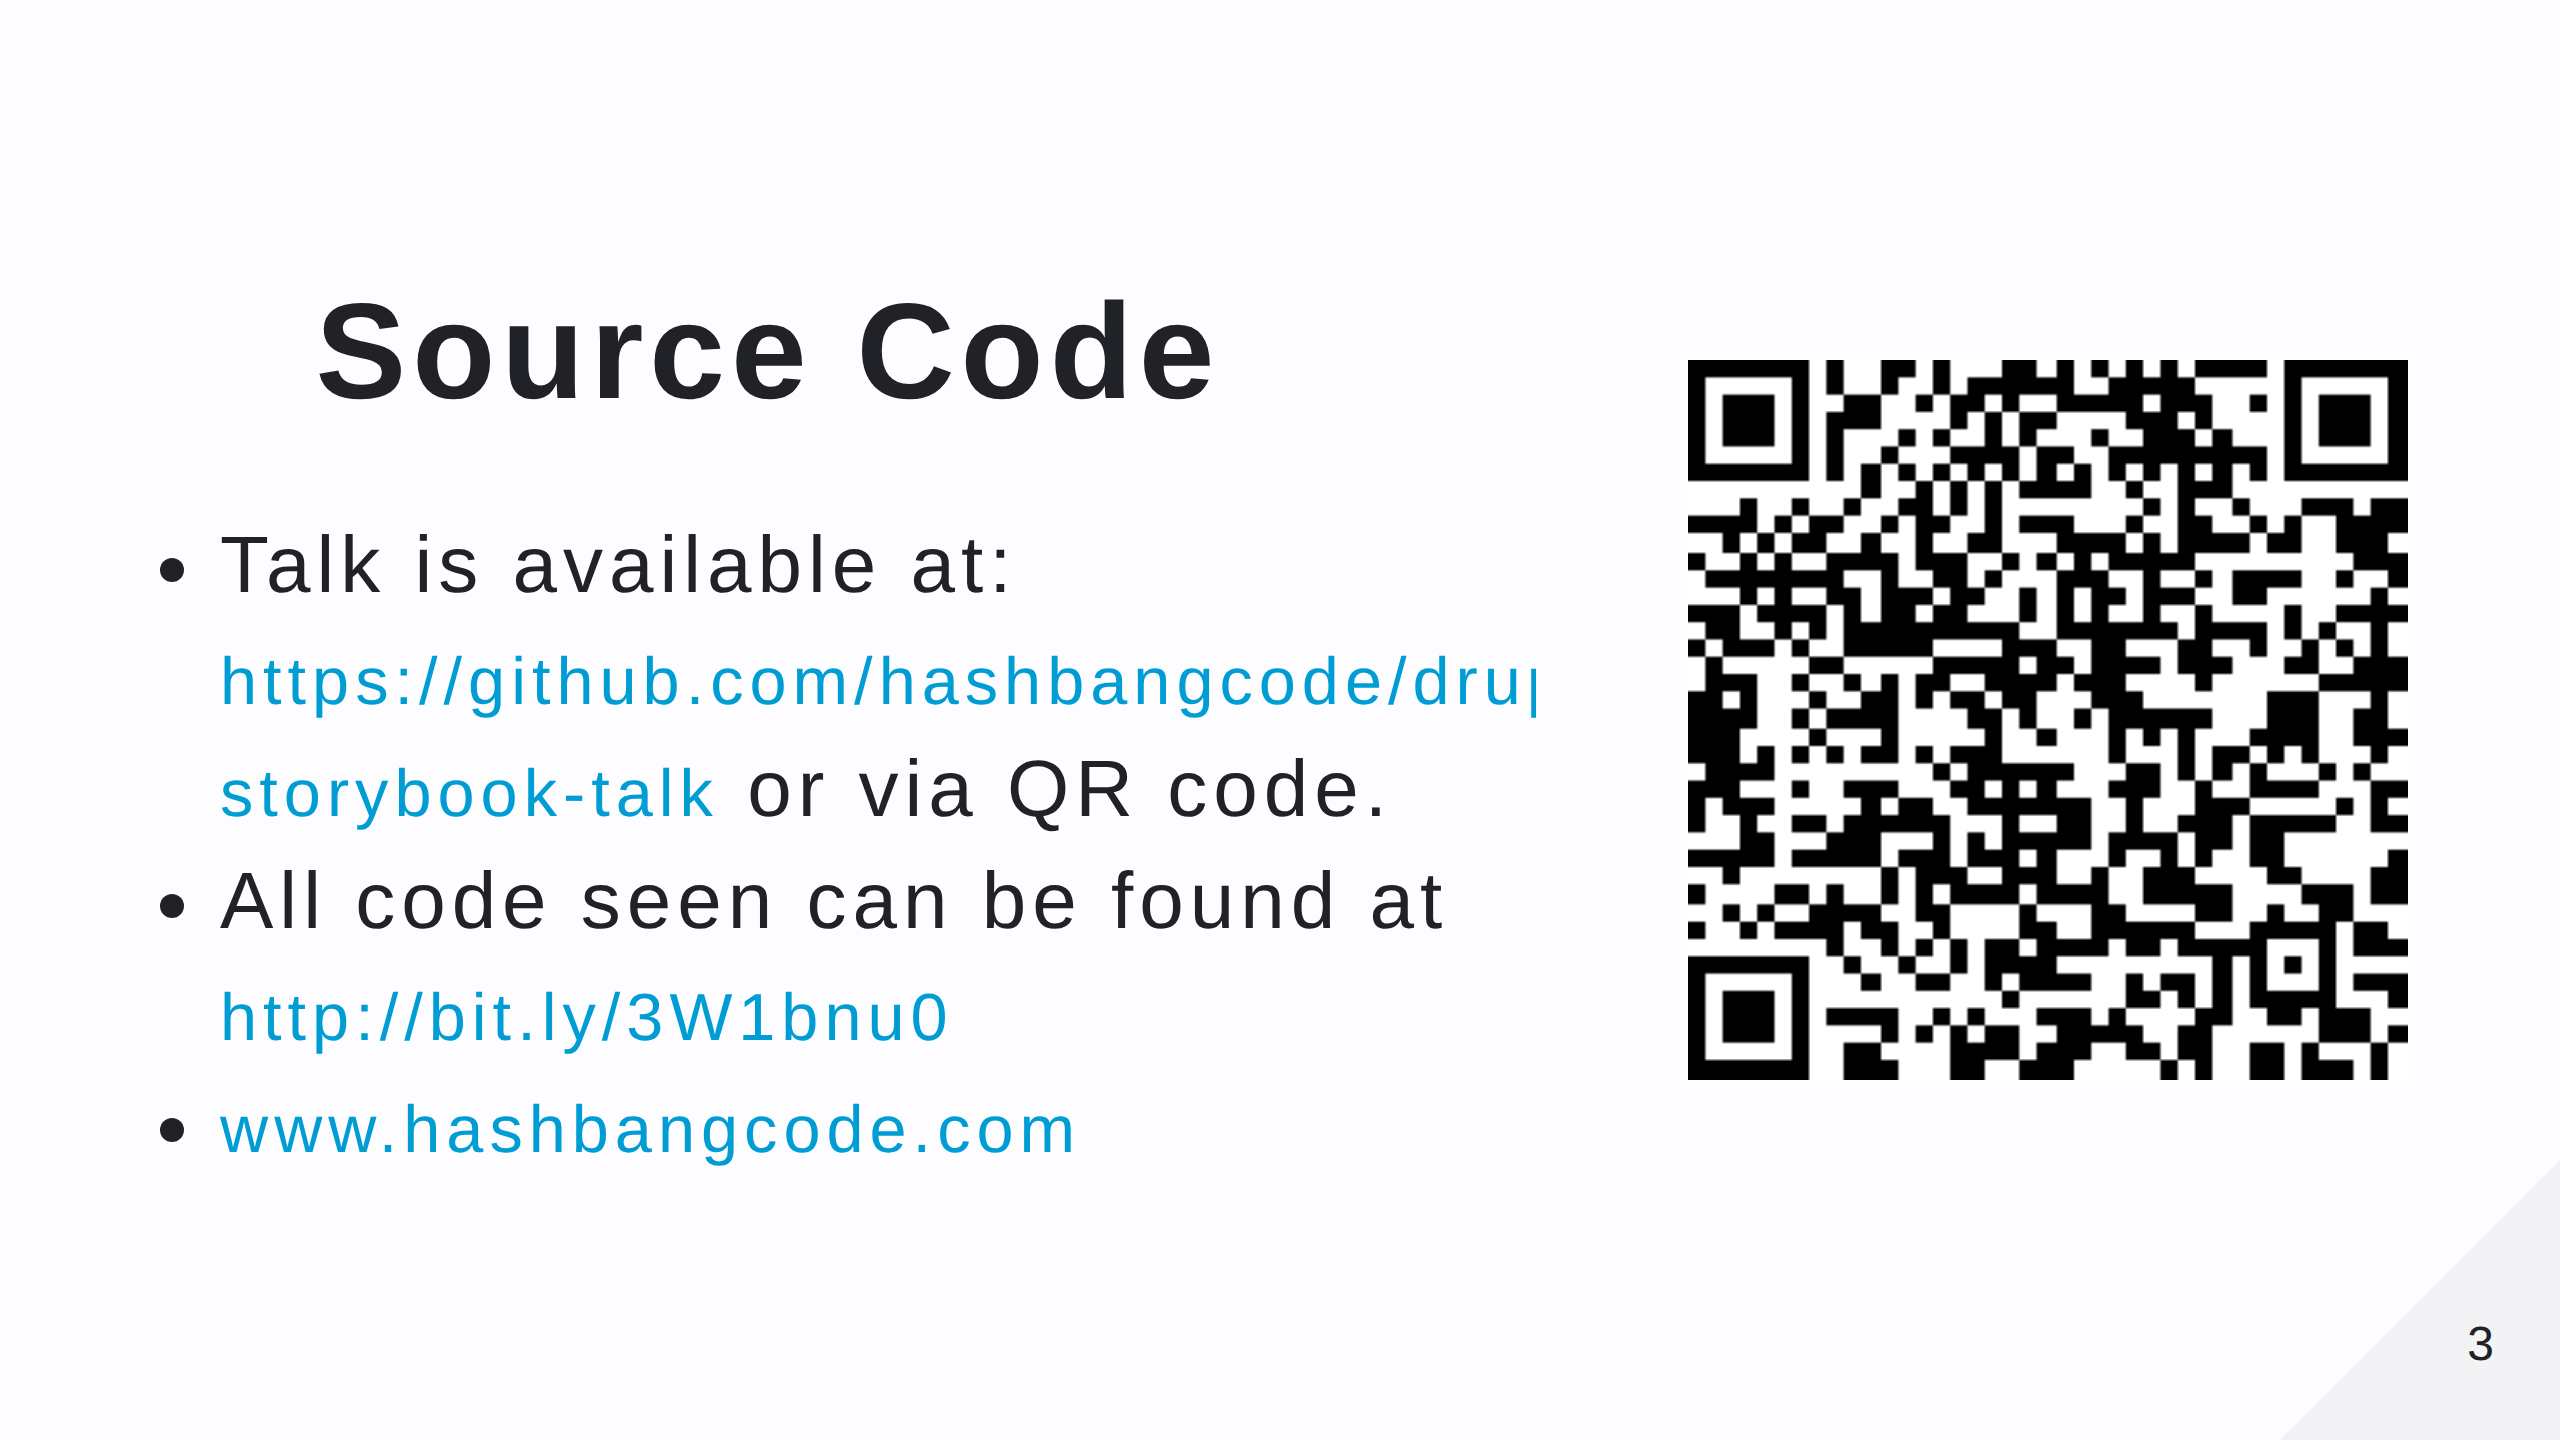 Source Code
Talk is available at:
https://github.com/hashbangcode/dru
storybook-talk or via QR code.
All code seen can be found at
http://bit.ly/3W1bnu0
www.hashbangcode.com
3